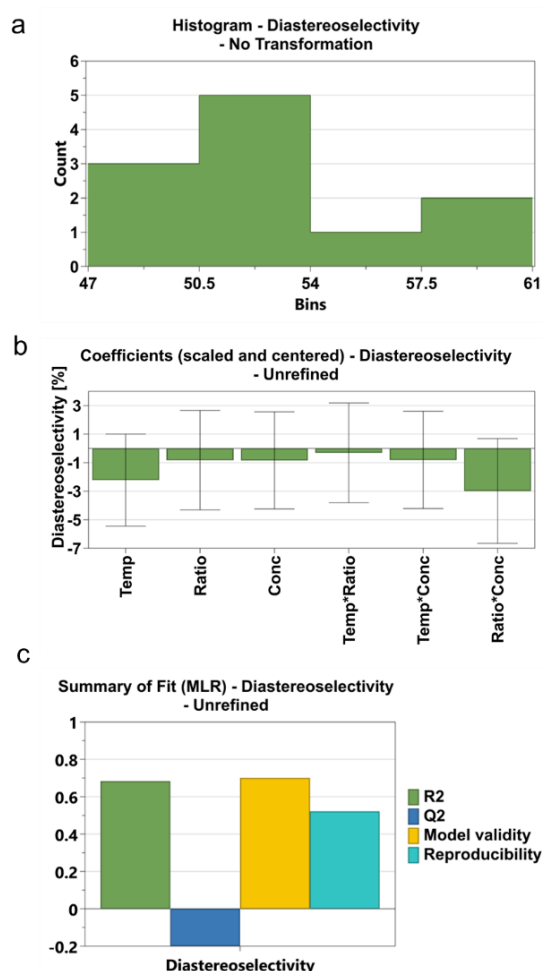 a
Histogram - Diastereoselectivity
- No Transformation
6
5
4
3
2
1
0
Count
47
50.5
54
57.5
61
Bins
b
Coefficients (scaled and centered) - Diastereoselectivity
- Unrefined
Diastereoselectivity [%]
3
1
-1
-3
-5
-7
Temp
Ratio
Conc
Temp*Ratio
Temp*Conc
Ratio*Conc
c
Summary of Fit (MLR) - Diastereoselectivity
- Unrefined
1
0.8
0.6
0.4
0.2
0
-0.2
R2
Q2
Model validity
Reproducibility
Diastereoselectivity